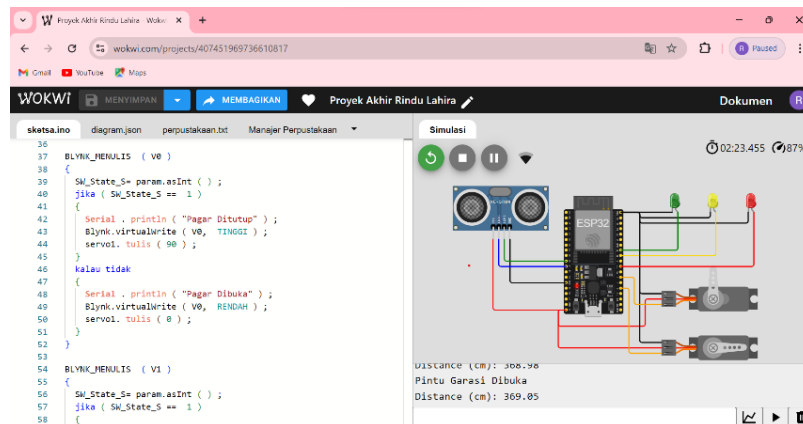 Proyek Akhir Rindu Lahira - Wokwi
wokwi.com/projects/407451969736610817
R Paused
Gmail YouTube Maps
WOKWI MENYIMPAN MEMBAGIKAN Proyek Akhir Rindu Lahira Dokumen R
sketsa.ino diagram.json perpustakaan.txt Manajer Perpustakaan
Simulasi
02:23.455 87%
36
37 BLYNK_MENULIS ( V0 )
38 {
39 SW_State_S= param.asInt ( ) ;
40 jika ( SW_State_S == 1 )
41 {
42 Serial . println ( "Pagar Ditutup" ) ;
43 Blynk.virtualWrite ( V0, TINGGI ) ;
44 servo1. tulis ( 90 ) ;
45 }
46 kalau tidak
47 {
48 Serial . println ( "Pagar Dibuka" ) ;
49 Blynk.virtualWrite ( V0, RENDAH ) ;
50 servo1. tulis ( 0 ) ;
51 }
52 }
53
54 BLYNK_MENULIS ( V1 )
55 {
56 SW_State_S= param.asInt ( ) ;
57 jika ( SW_State_S == 1 )
58 {
ESP32
Distance (cm): 368.98
Pintu Garasi Dibuka
Distance (cm): 369.05